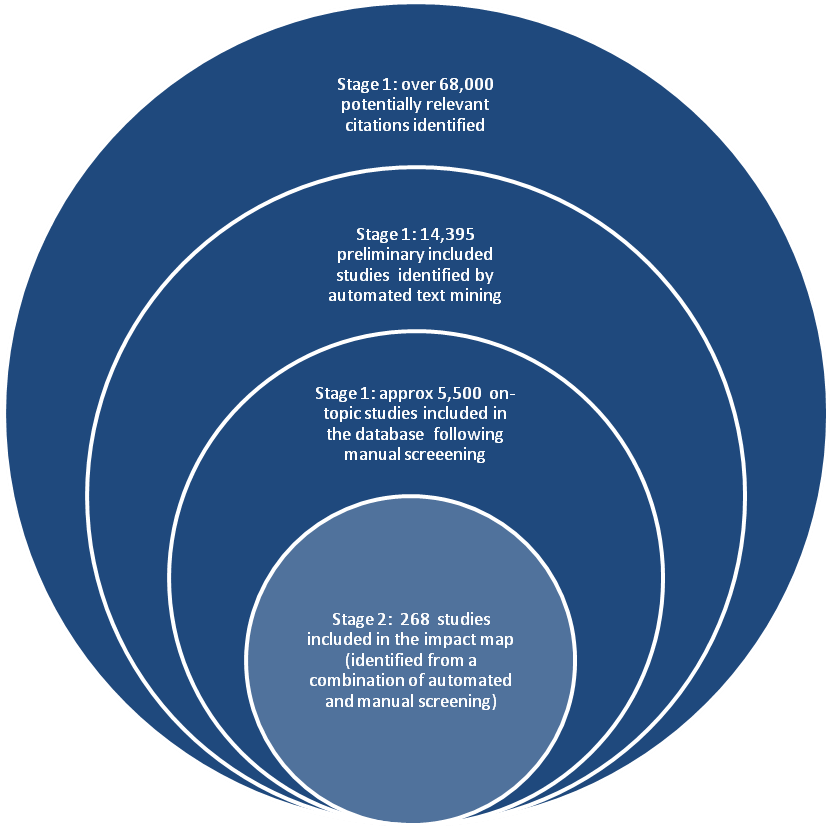 Stage 1: over 68,000
potentially relevant
citations identified
Stage 1: 14,395
preliminary included
studies identified by
automated text mining
Stage 1: approx 5,500 on-
topic studies included in
the database following
manual screeening
Stage 2: 268 studies
included in the impact map
(identified from a
combination of automated
and manual screening)